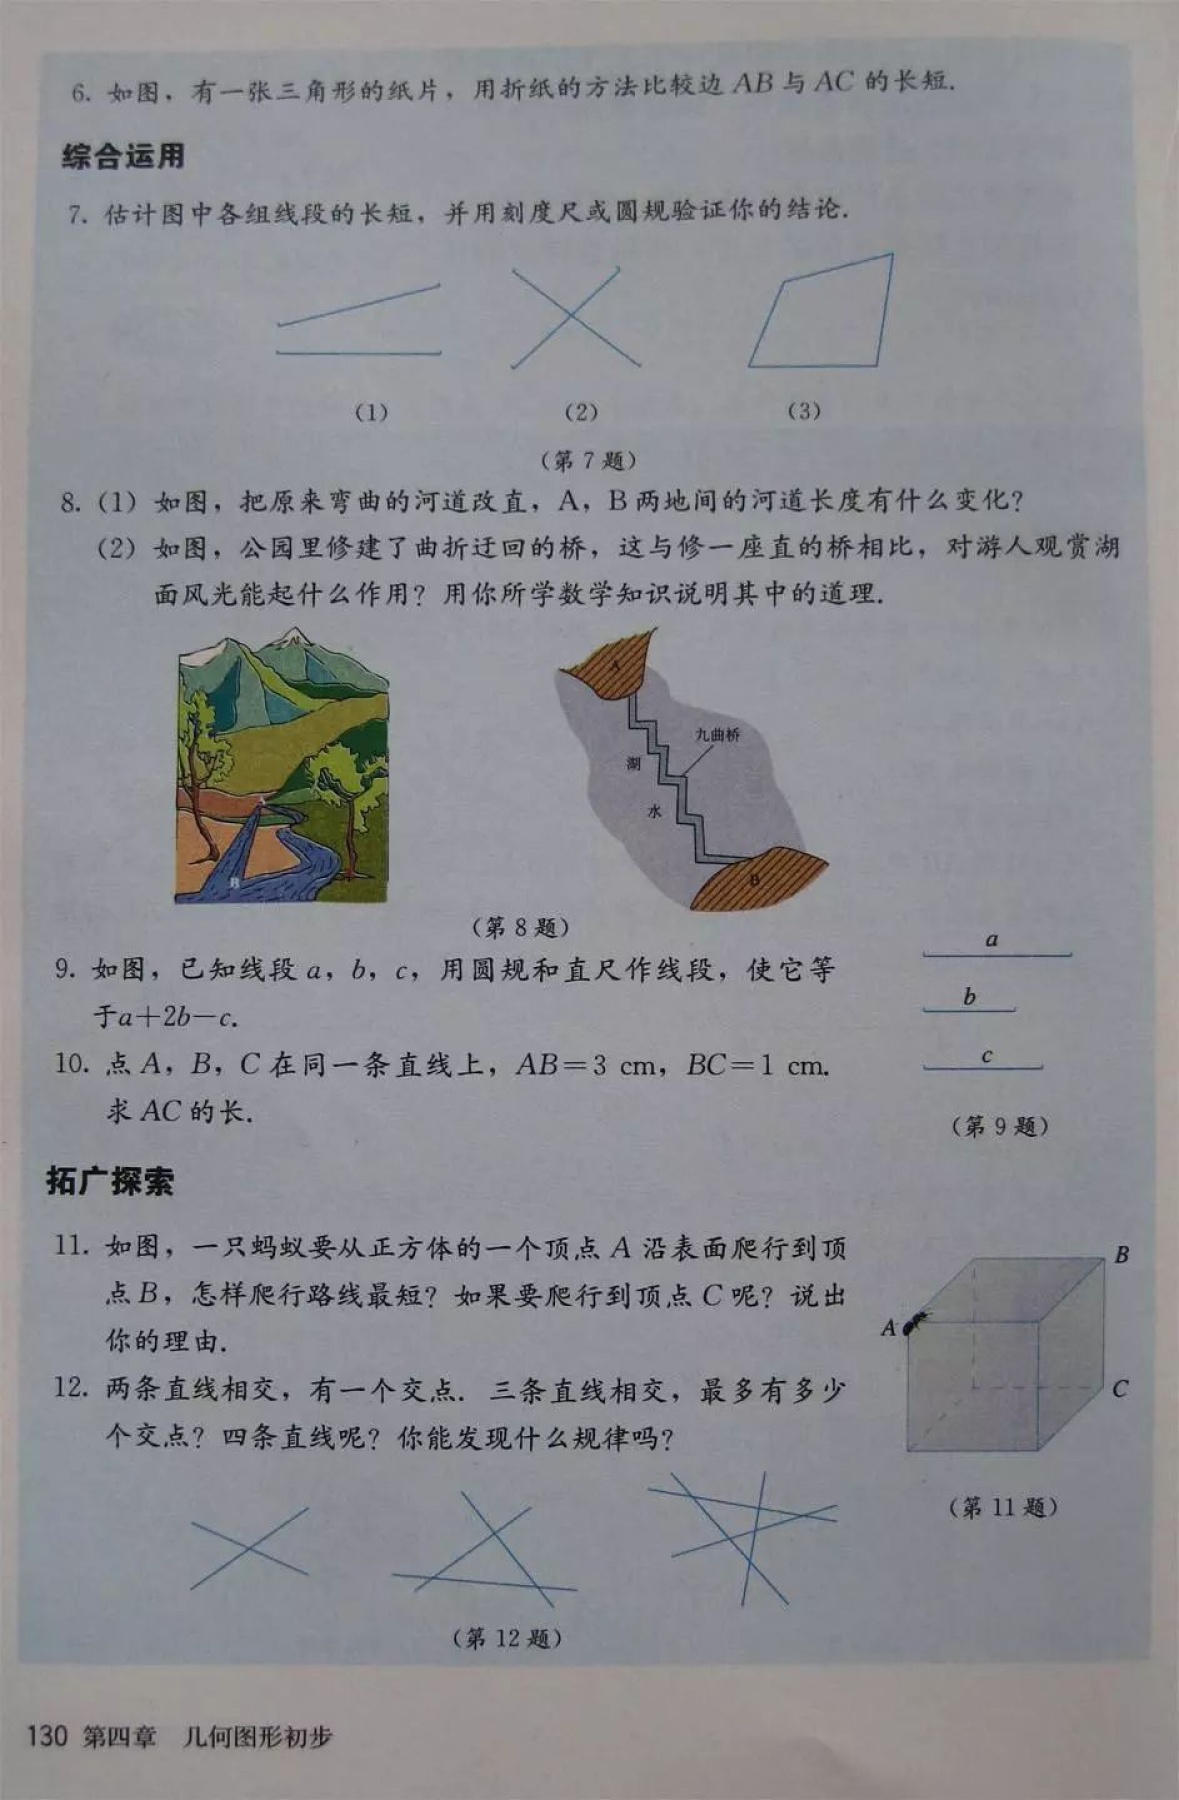 6. 如图，有一张三角形的纸片，用折纸的方法比较边 AB 与 AC 的长短.
综合运用
7. 估计图中各组线段的长短，并用刻度尺或圆规验证你的结论.
(1)
(2)
(3)
(第 7 题)
8. (1) 如图，把原来弯曲的河道改直，A，B 两地间的河道长度有什么变化?
(2) 如图，公园里修建了曲折迂回的桥，这与修一座直的桥相比，对游人观赏湖
面风光能起什么作用? 用你所学数学知识说明其中的道理.
A
B
A
九曲桥
湖
水
B
(第 8 题)
9. 如图，已知线段 a，b，c，用圆规和直尺作线段，使它等
于a+2b-c.
a
b
c
(第 9 题)
10. 点 A，B，C 在同一条直线上，AB=3 cm，BC=1 cm.
求 AC 的长.
拓广探索
11. 如图，一只蚂蚁要从正方体的一个顶点 A 沿表面爬行到顶
点 B，怎样爬行路线最短? 如果要爬行到顶点 C 呢? 说出
你的理由.
A
B
C
(第 11 题)
12. 两条直线相交，有一个交点. 三条直线相交，最多有多少
个交点? 四条直线呢? 你能发现什么规律吗?
(第 12 题)
130 第四章 几何图形初步